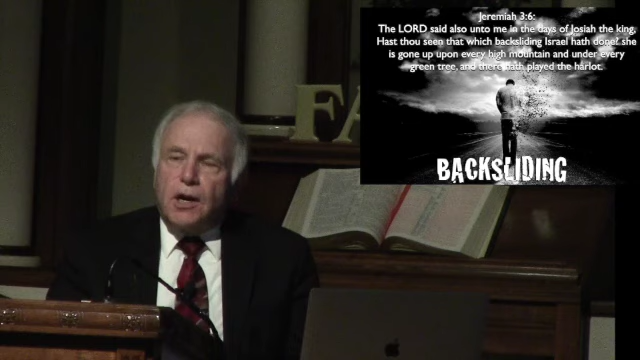 Jeremiah 3:6:
The LORD said also unto me in the days of Josiah the king,
Hast thou seen that which backsliding Israel hath done? she
is gone up upon every high mountain and under every
green tree, and there hath played the harlot.
BACKSLIDING
FA